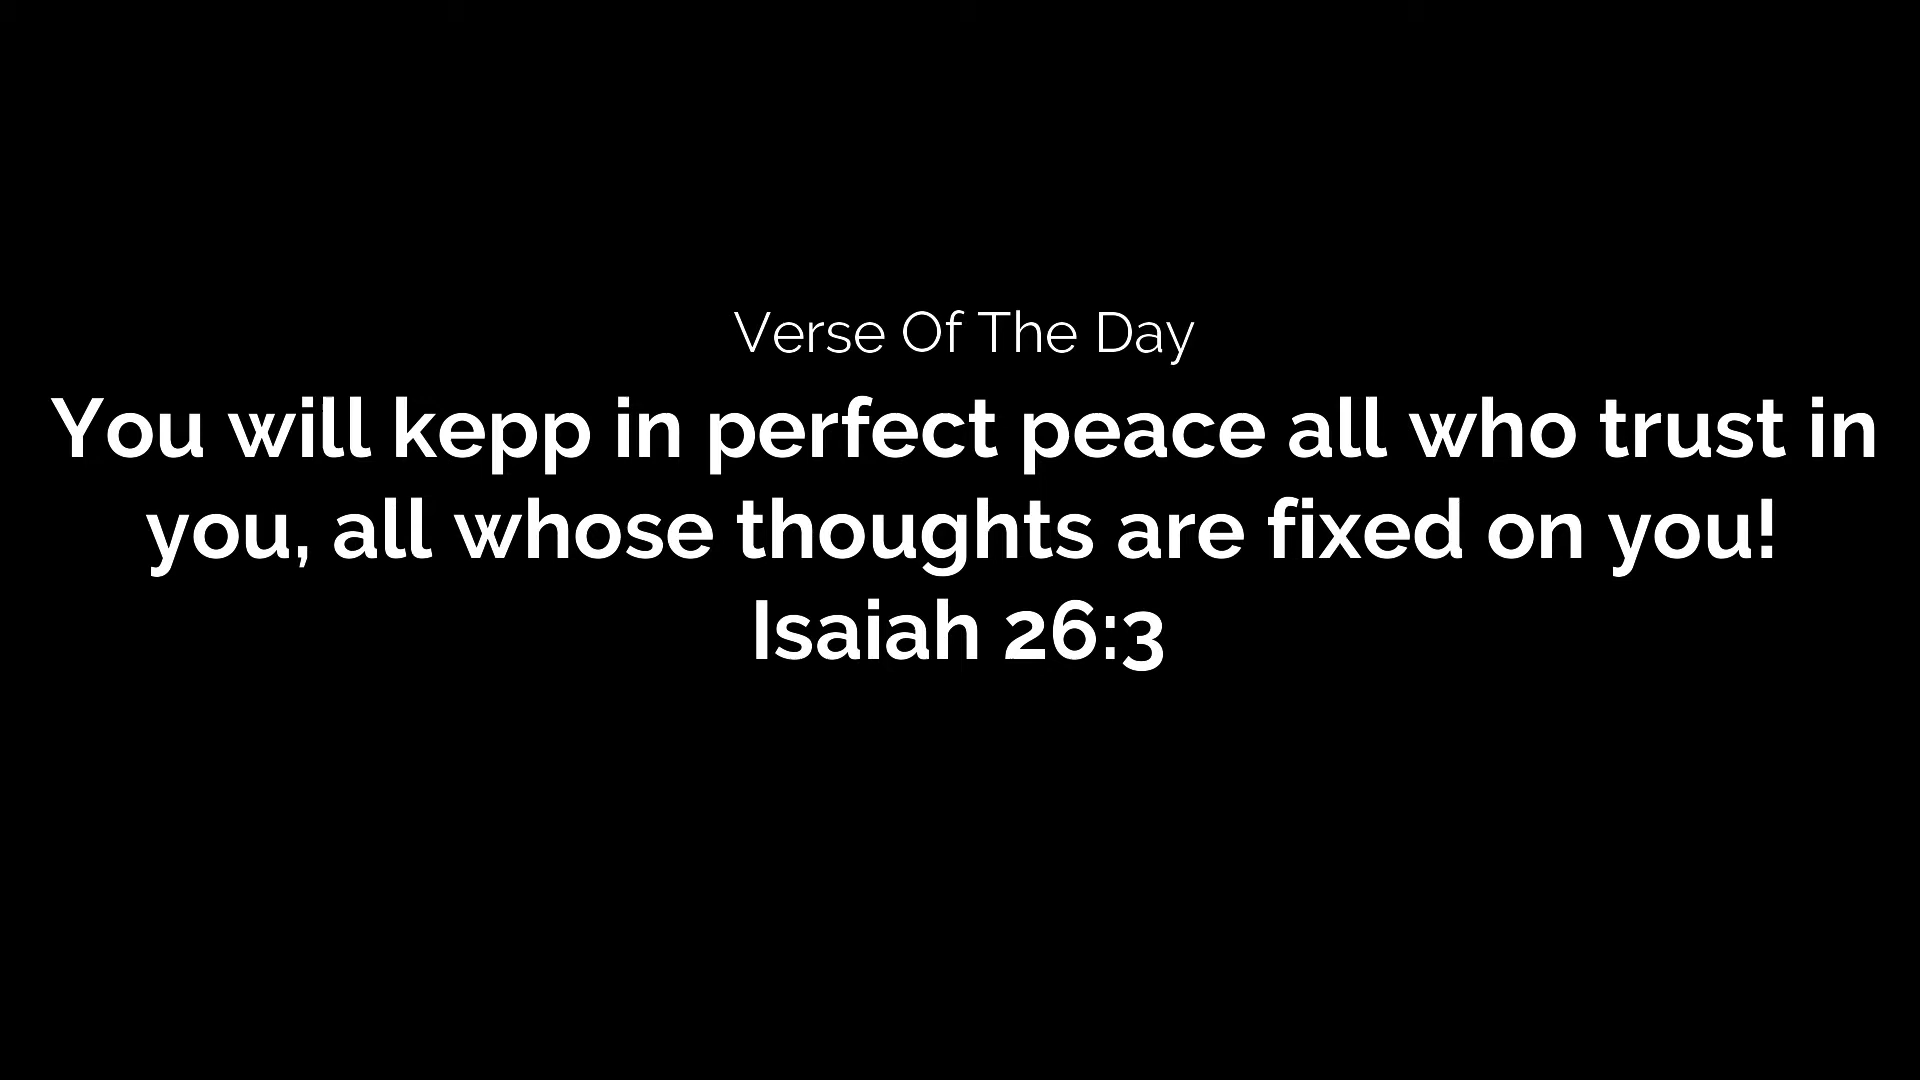 Verse Of The Day
You will kepp in perfect peace all who trust in
you, all whose thoughts are fixed on you!
Isaiah 26:3